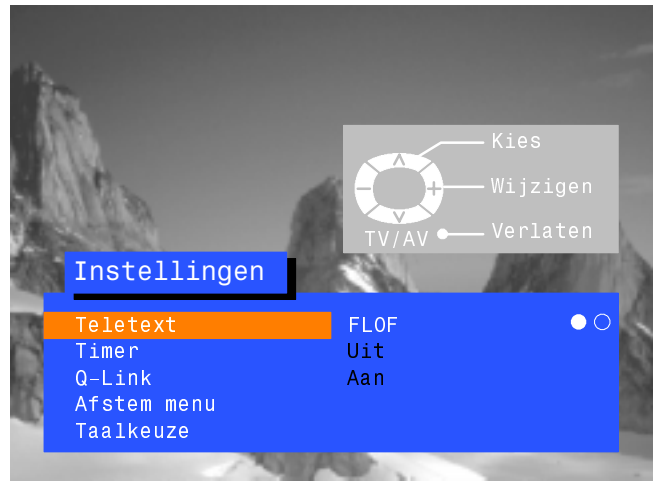 Kies
Wijzigen
TV/AV Verlaten
Instellingen
Teletext FLOF
Timer Uit
Q-Link Aan
Afstem menu
Taalkeuze